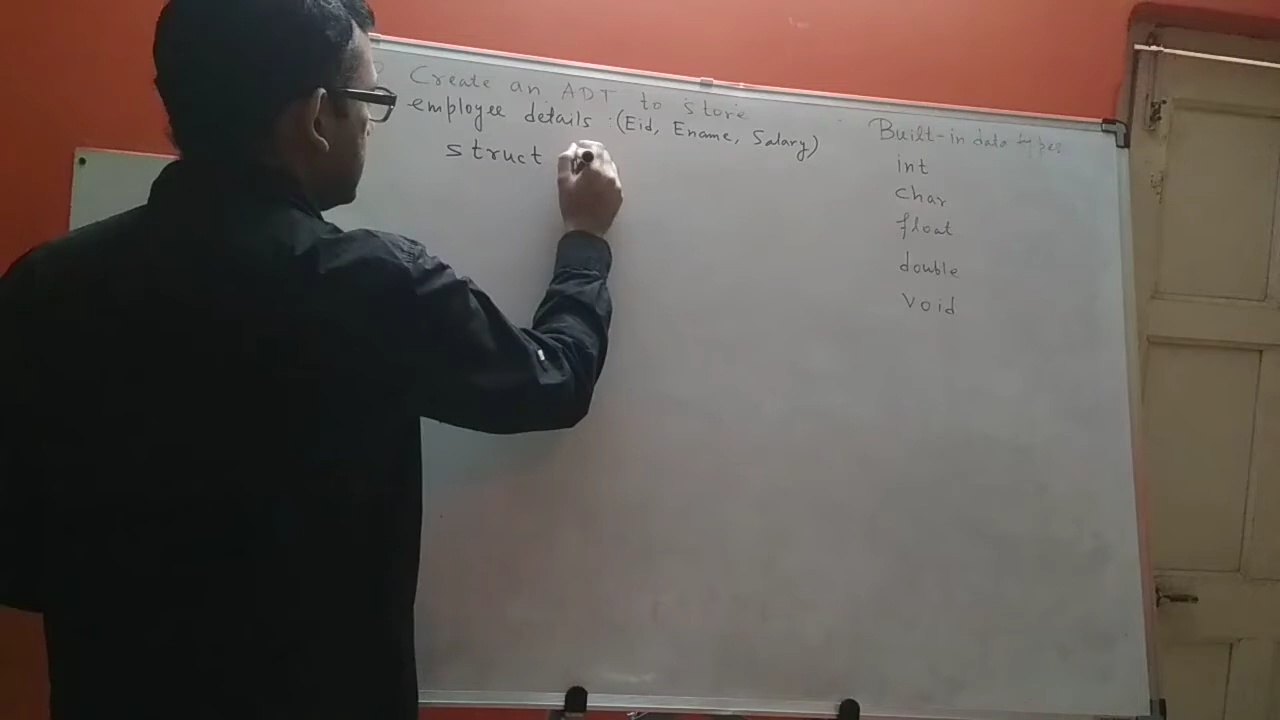 Create an ADT to store
employee details : (Eid, Ename, Salary)
struct
Built-in data types
int
char
float
double
void